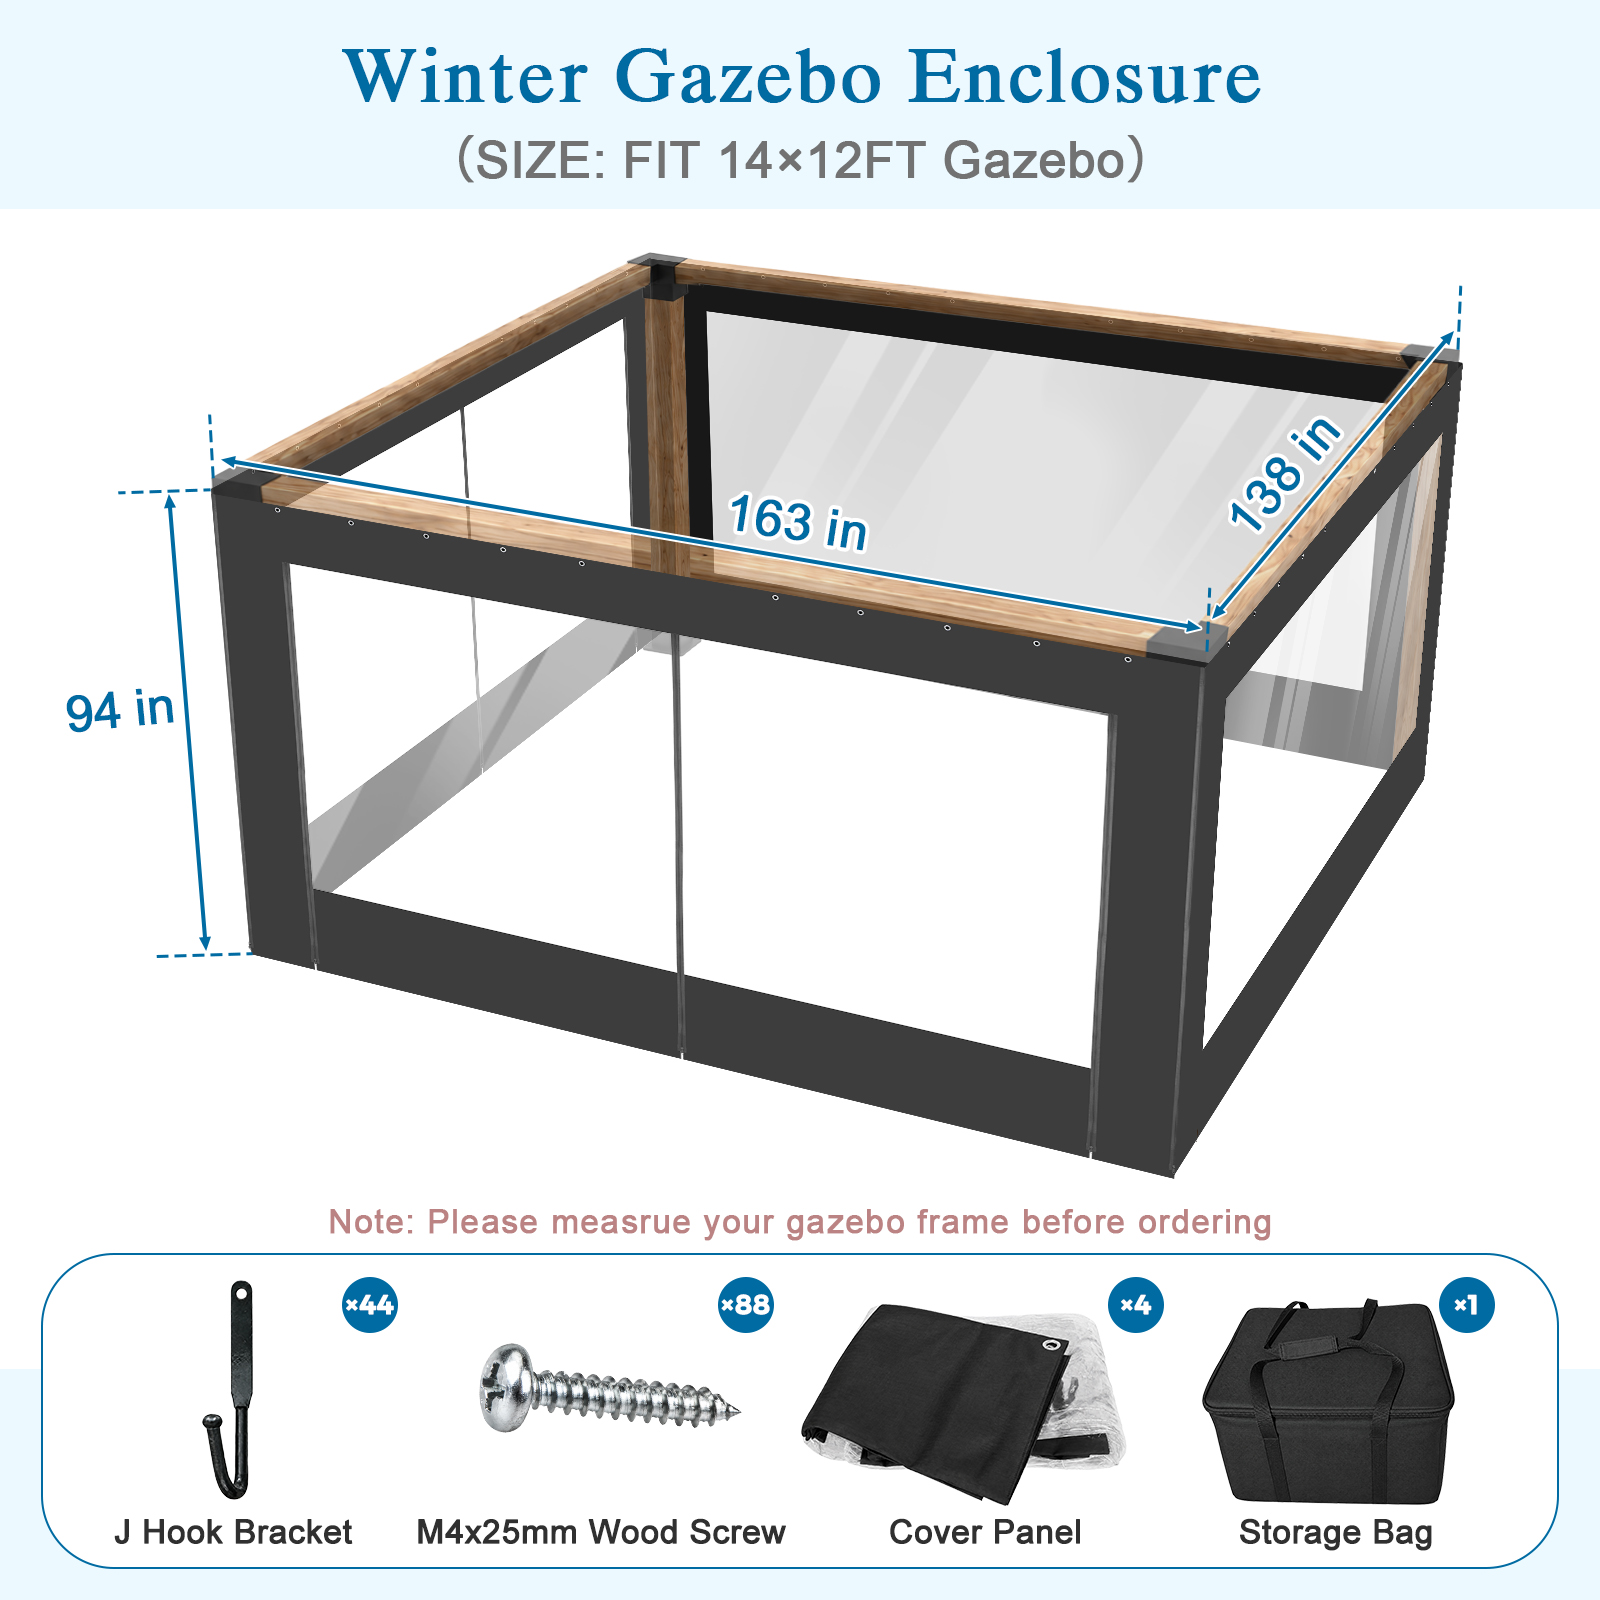 Winter Gazebo Enclosure
(SIZE: FIT 14×12FT Gazebo)
163 in
138 in
94 in
Note: Please measrue your gazebo frame before ordering
×44
×88
×4
×1
J Hook Bracket
M4x25mm Wood Screw
Cover Panel
Storage Bag